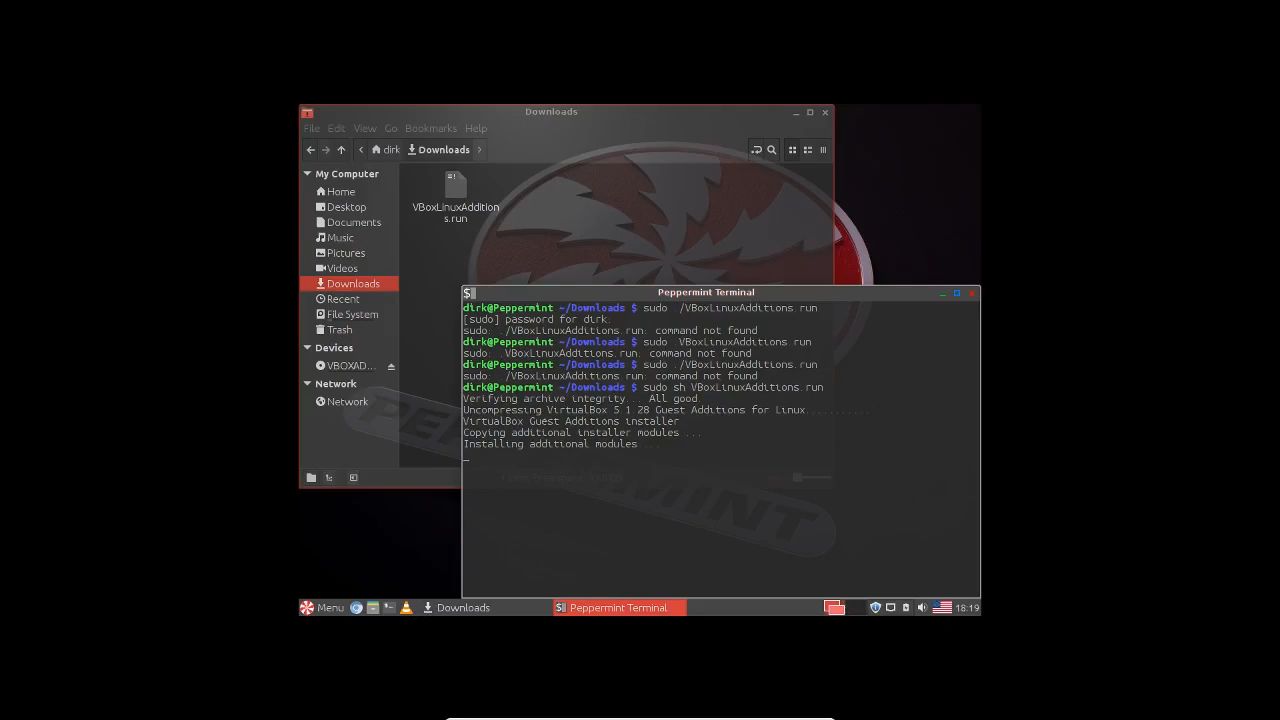 Downloads
File Edit View Go Bookmarks Help
dirk Downloads
My Computer
Home
Desktop
Documents
Music
Pictures
Videos
Downloads
Recent
File System
Trash
Devices
VBOXAD...
Network
Network
VBoxLinuxAddition
s.run
Peppermint Terminal
dirk@Peppermint ~/Downloads $ sudo ./VBoxLinuxAdditions.run
[sudo] password for dirk:
sudo: ./VBoxLinuxAdditions.run: command not found
dirk@Peppermint ~/Downloads $ sudo .VBoxLinuxAdditions.run
sudo: .VBoxLinuxAdditions.run: command not found
dirk@Peppermint ~/Downloads $ sudo ./VBoxLinuxAdditions.run
sudo: ./VBoxLinuxAdditions.run: command not found
dirk@Peppermint ~/Downloads $ sudo sh VBoxLinuxAdditions.run
Verifying archive integrity... All good.
Uncompressing VirtualBox 5.1.28 Guest Additions for Linux...........
VirtualBox Guest Additions installer
Copying additional installer modules ...
Installing additional modules ...
PEPPERMINT
Menu Downloads Peppermint Terminal 18:19